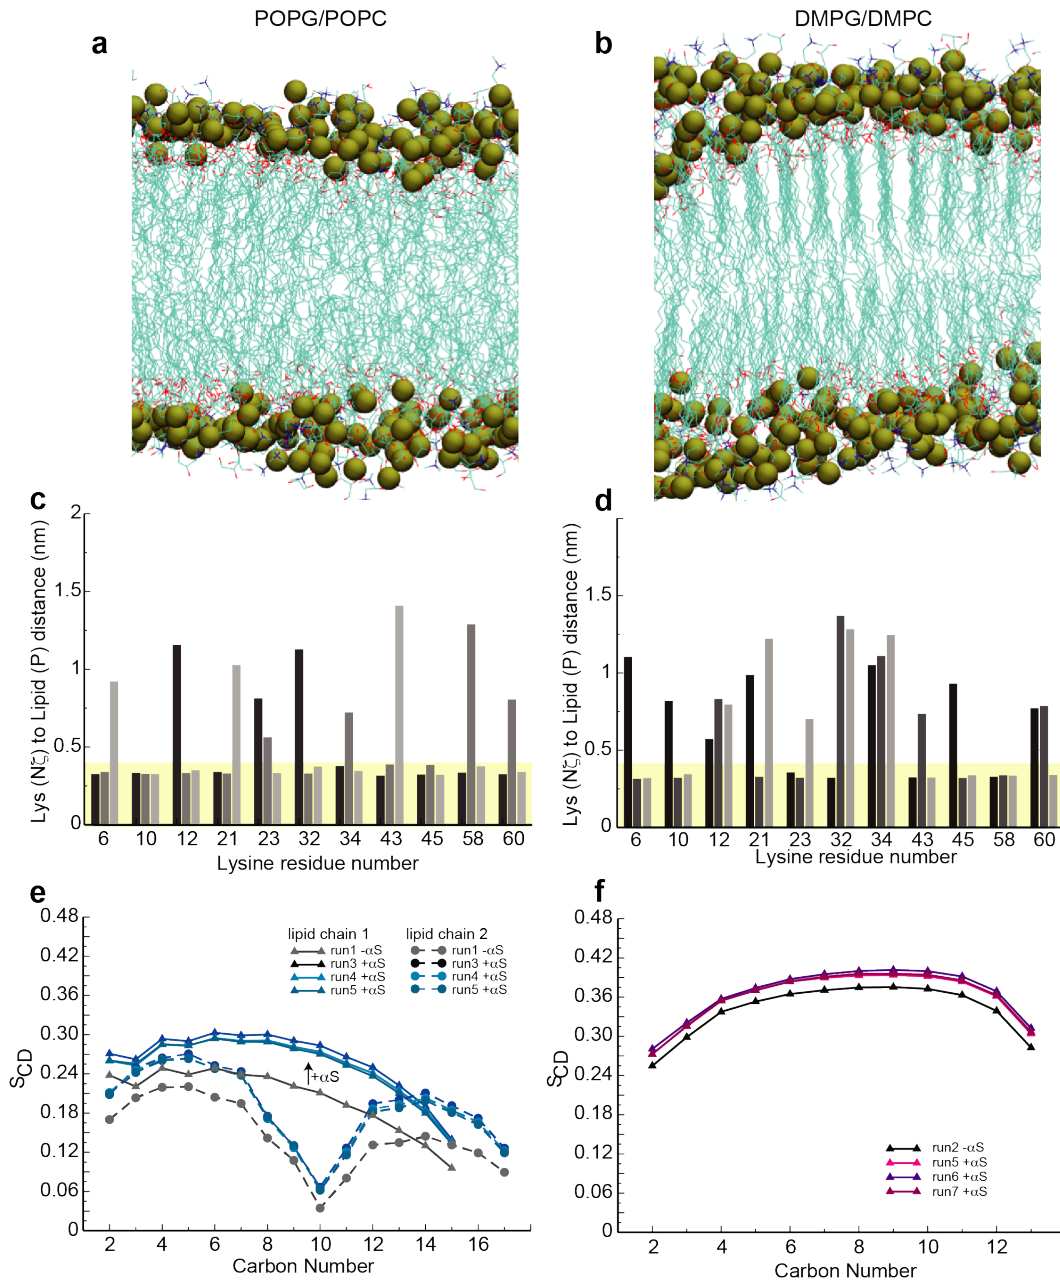 POPG/POPC
DMPG/DMPC
a
b
c
2
1.5
1
0.5
0
Lys (Nζ) to Lipid (P) distance (nm)
6 10 12 21 23 32 34 43 45 58 60
Lysine residue number
d
2
1.5
1
0.5
0
Lys (Nζ) to Lipid (P) distance (nm)
6 10 12 21 23 32 34 43 45 58 60
Lysine residue number
e
0.48
0.42
0.36
0.30
0.24
0.18
0.12
0.06
0
SCD
lipid chain 1
run1 -αS
run3 +αS
run4 +αS
run5 +αS
lipid chain 2
run1 -αS
run3 +αS
run4 +αS
run5 +αS
+αS
2 4 6 8 10 12 14 16
Carbon Number
f
0.48
0.42
0.36
0.30
0.24
0.18
0.12
0.06
0
SCD
run2 -αS
run5 +αS
run6 +αS
run7 +αS
2 4 6 8 10 12
Carbon Number